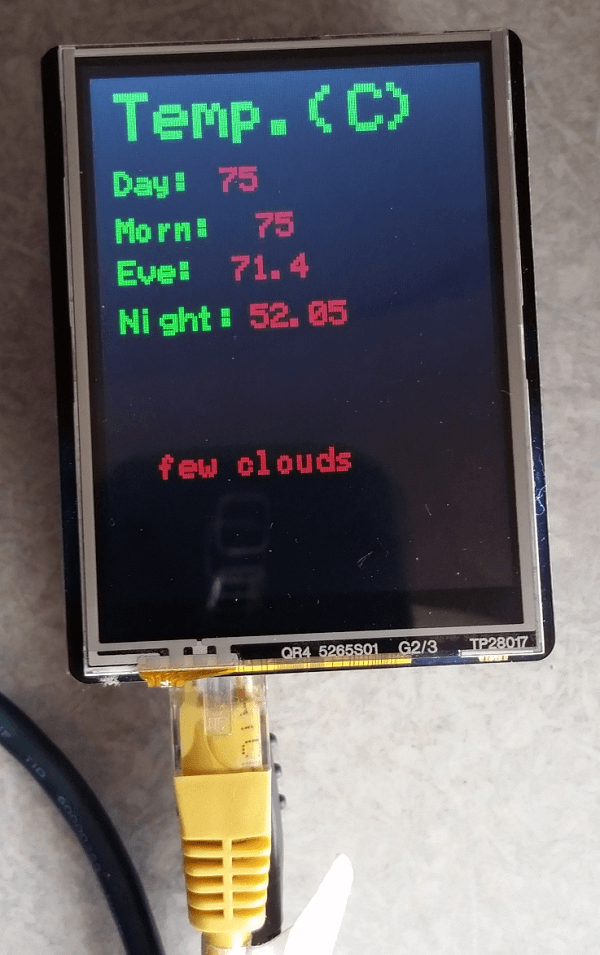 Temp.(C)
Day: 75
Morn: 75
Eve: 71.4
Night: 52.05
few clouds
QR4 5265S01 G2/3 TP28017